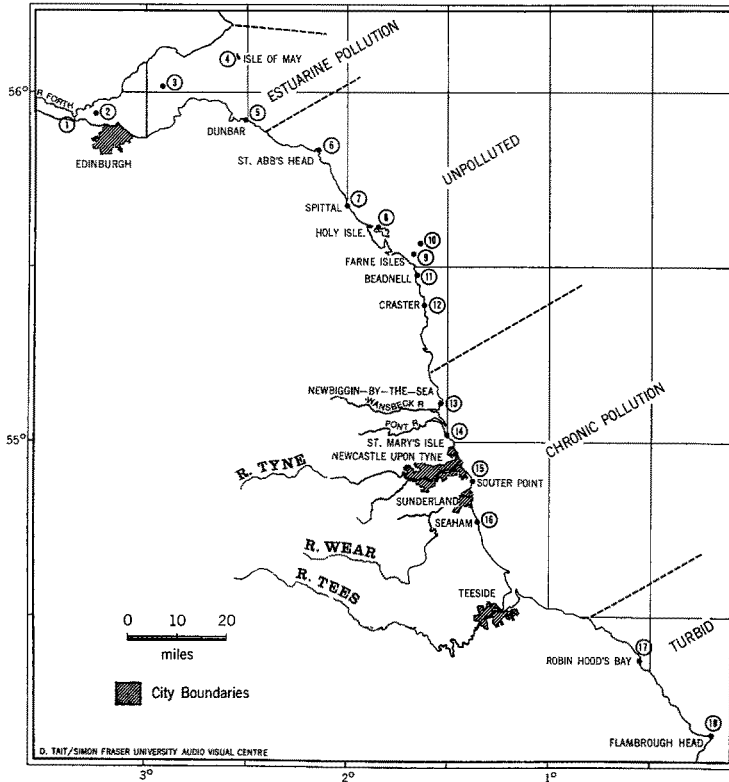 ④ ISLE OF MAY
ESTUARINE POLLUTION
③
56°
R. FORTH
②
①
⑤
DUNBAR
EDINBURGH
⑥
ST. ABB'S HEAD
UNPOLLUTED
⑦
SPITTAL
⑧
HOLY ISLE.
⑩
⑨
FARNE ISLES
BEADNELL ⑪
CRASTER ⑫
NEWBIGGIN-BY-THE-SEA
⑬
WANSBECK R
PONT R.
⑭
55°
ST. MARY'S ISLE
CHRONIC POLLUTION
NEWCASTLE UPON TYNE
R. TYNE
⑮
SOUTER POINT
SUNDERLAND
SEAHAM ⑯
R. WEAR
R. TEES
TEESIDE
0 10 20
miles
TURBID
⑰
ROBIN HOOD'S BAY
City Boundaries
⑱
FLAMBROUGH HEAD
D. TAIT/SIMON FRASER UNIVERSITY AUDIO VISUAL CENTRE
3° 2° 1° 0°